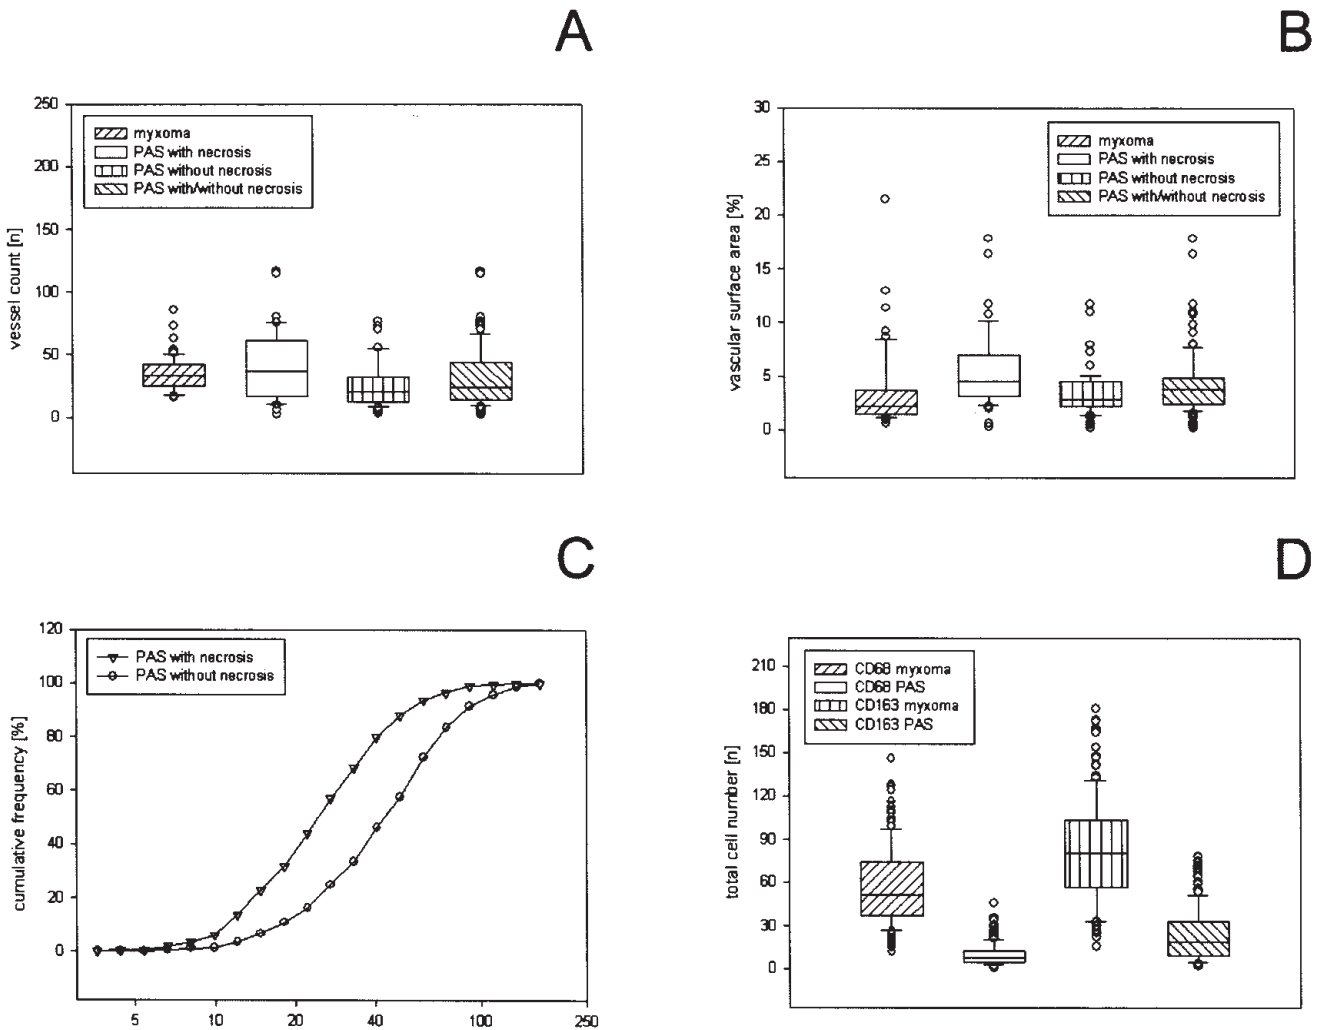 A
vessel count [n]
250
200
150
100
50
0
myxoma
PAS with necrosis
PAS without necrosis
PAS with/without necrosis
B
vascular surface area [%]
30
25
20
15
10
5
0
myxoma
PAS with necrosis
PAS without necrosis
PAS with/without necrosis
C
cumulative frequency [%]
120
100
80
60
40
20
0
PAS with necrosis
PAS without necrosis
5 10 20 40 100 250
D
total cell number [n]
210
180
150
120
90
60
30
0
CD68 myxoma
CD68 PAS
CD163 myxoma
CD163 PAS